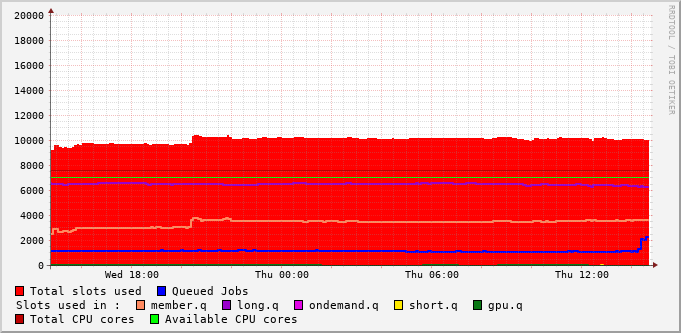 20000
18000
16000
14000
12000
10000
8000
6000
4000
2000
0
Wed 18:00 Thu 00:00 Thu 06:00 Thu 12:00
RRDTOOL / TOBI OETIKER
Total slots used Queued Jobs
Slots used in : member.q long.q ondemand.q short.q gpu.q
Total CPU cores Available CPU cores